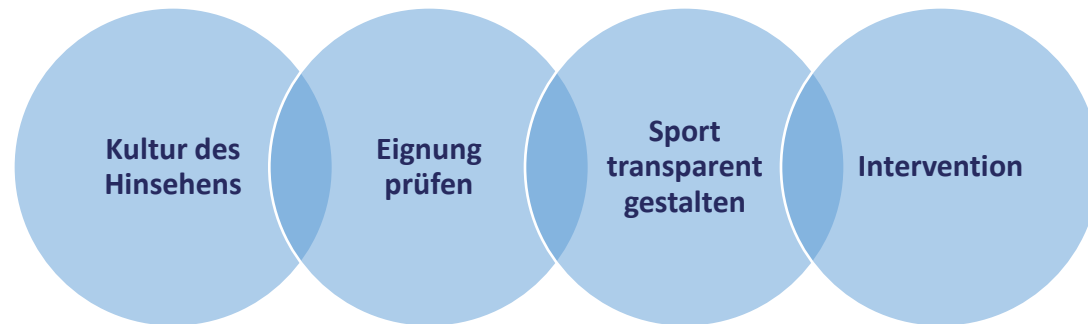 Kultur des
Hinsehens
Eignung
prüfen
Sport
transparent
gestalten
Intervention